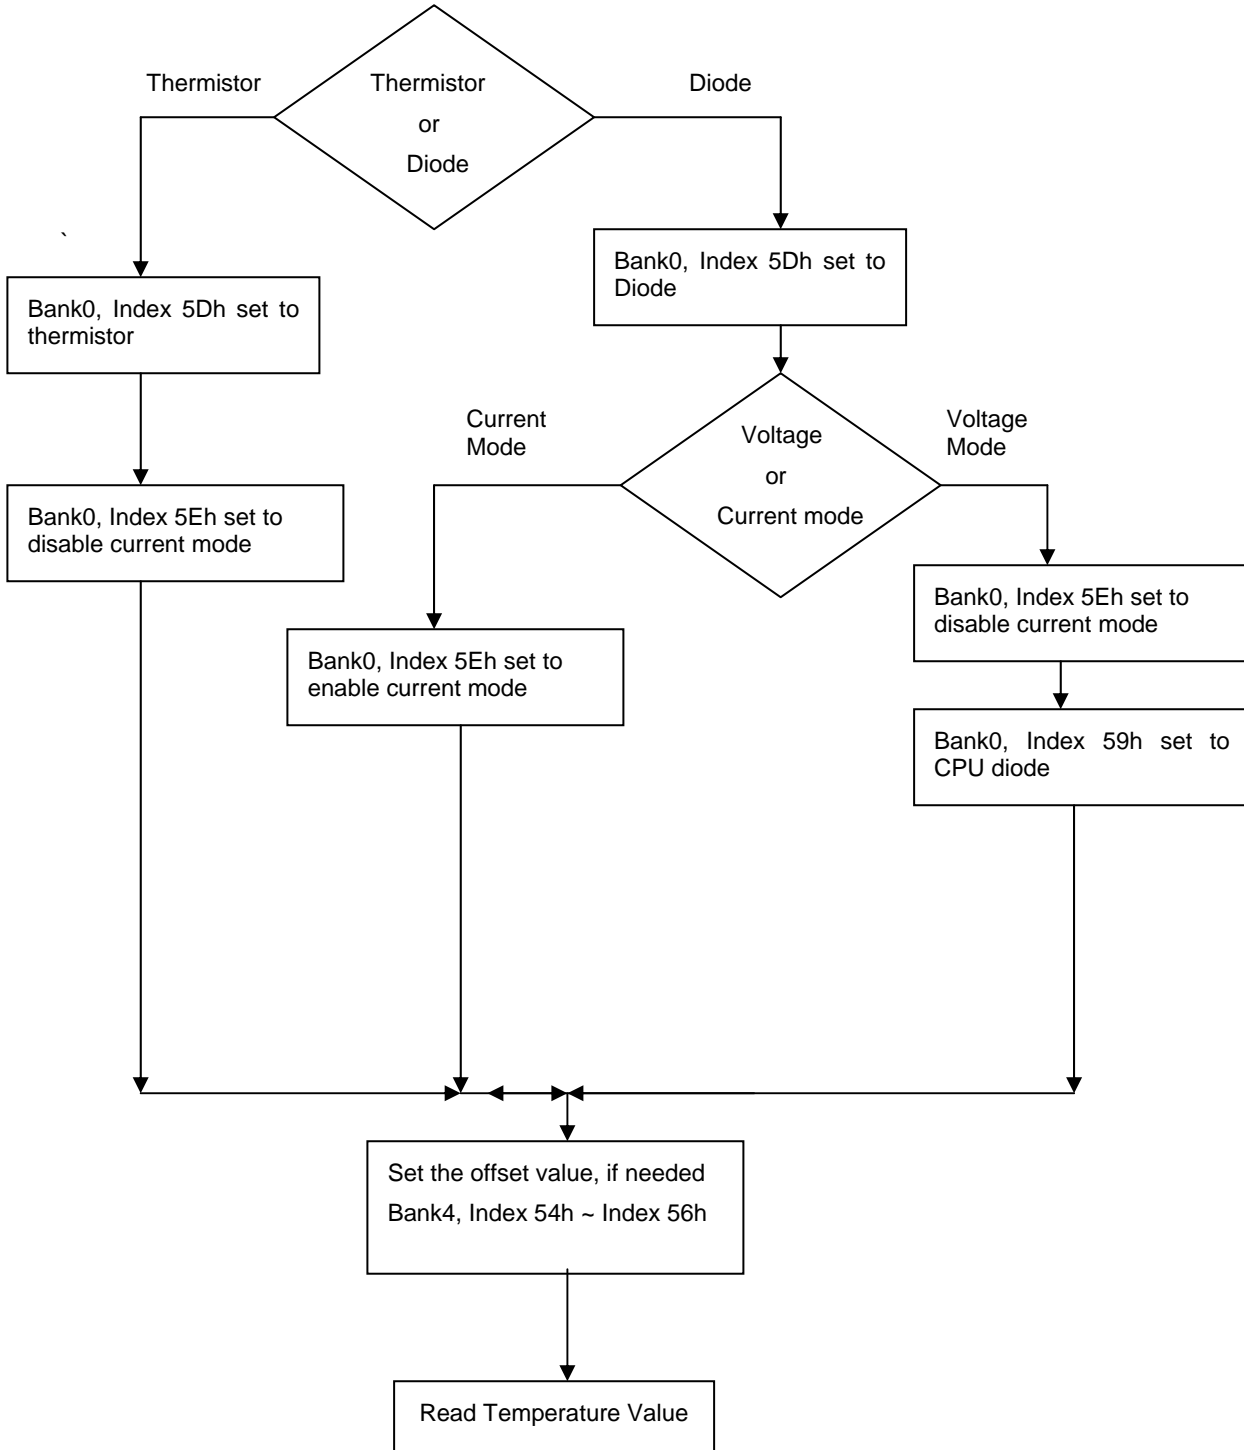 Thermistor
Thermistor
or
Diode
Diode
`
Bank0, Index 5Dh set to
thermistor
Bank0, Index 5Dh set to
Diode
Current
Mode
Voltage
or
Current mode
Voltage
Mode
Bank0, Index 5Eh set to
disable current mode
Bank0, Index 5Eh set to
enable current mode
Bank0, Index 5Eh set to
disable current mode
Bank0, Index 59h set to
CPU diode
Set the offset value, if needed
Bank4, Index 54h ~ Index 56h
Read Temperature Value